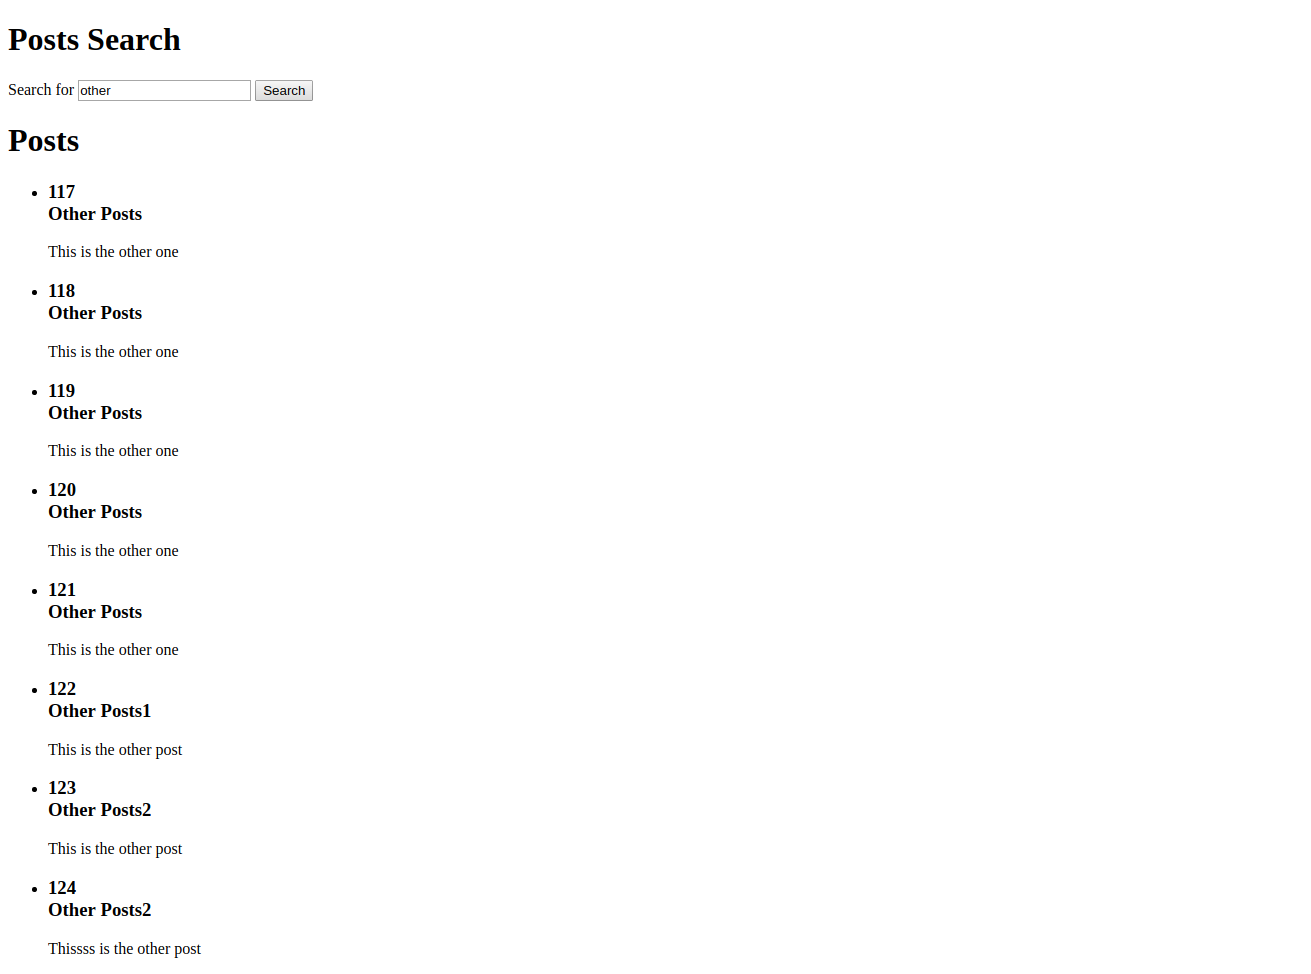 Posts Search
Search for other Search
Posts
117
Other Posts
This is the other one
118
Other Posts
This is the other one
119
Other Posts
This is the other one
120
Other Posts
This is the other one
121
Other Posts
This is the other one
122
Other Posts1
This is the other post
123
Other Posts2
This is the other post
124
Other Posts2
Thissss is the other post